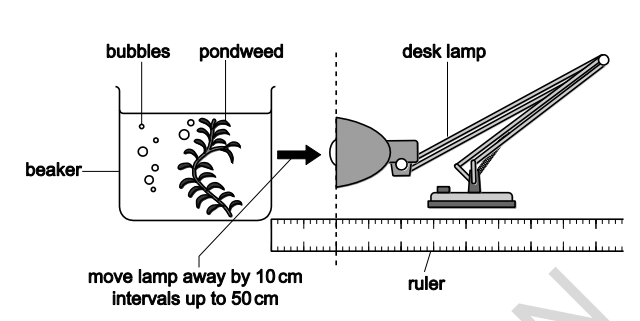 bubbles pondweed desk lamp
beaker
move lamp away by 10 cm
intervals up to 50 cm
ruler